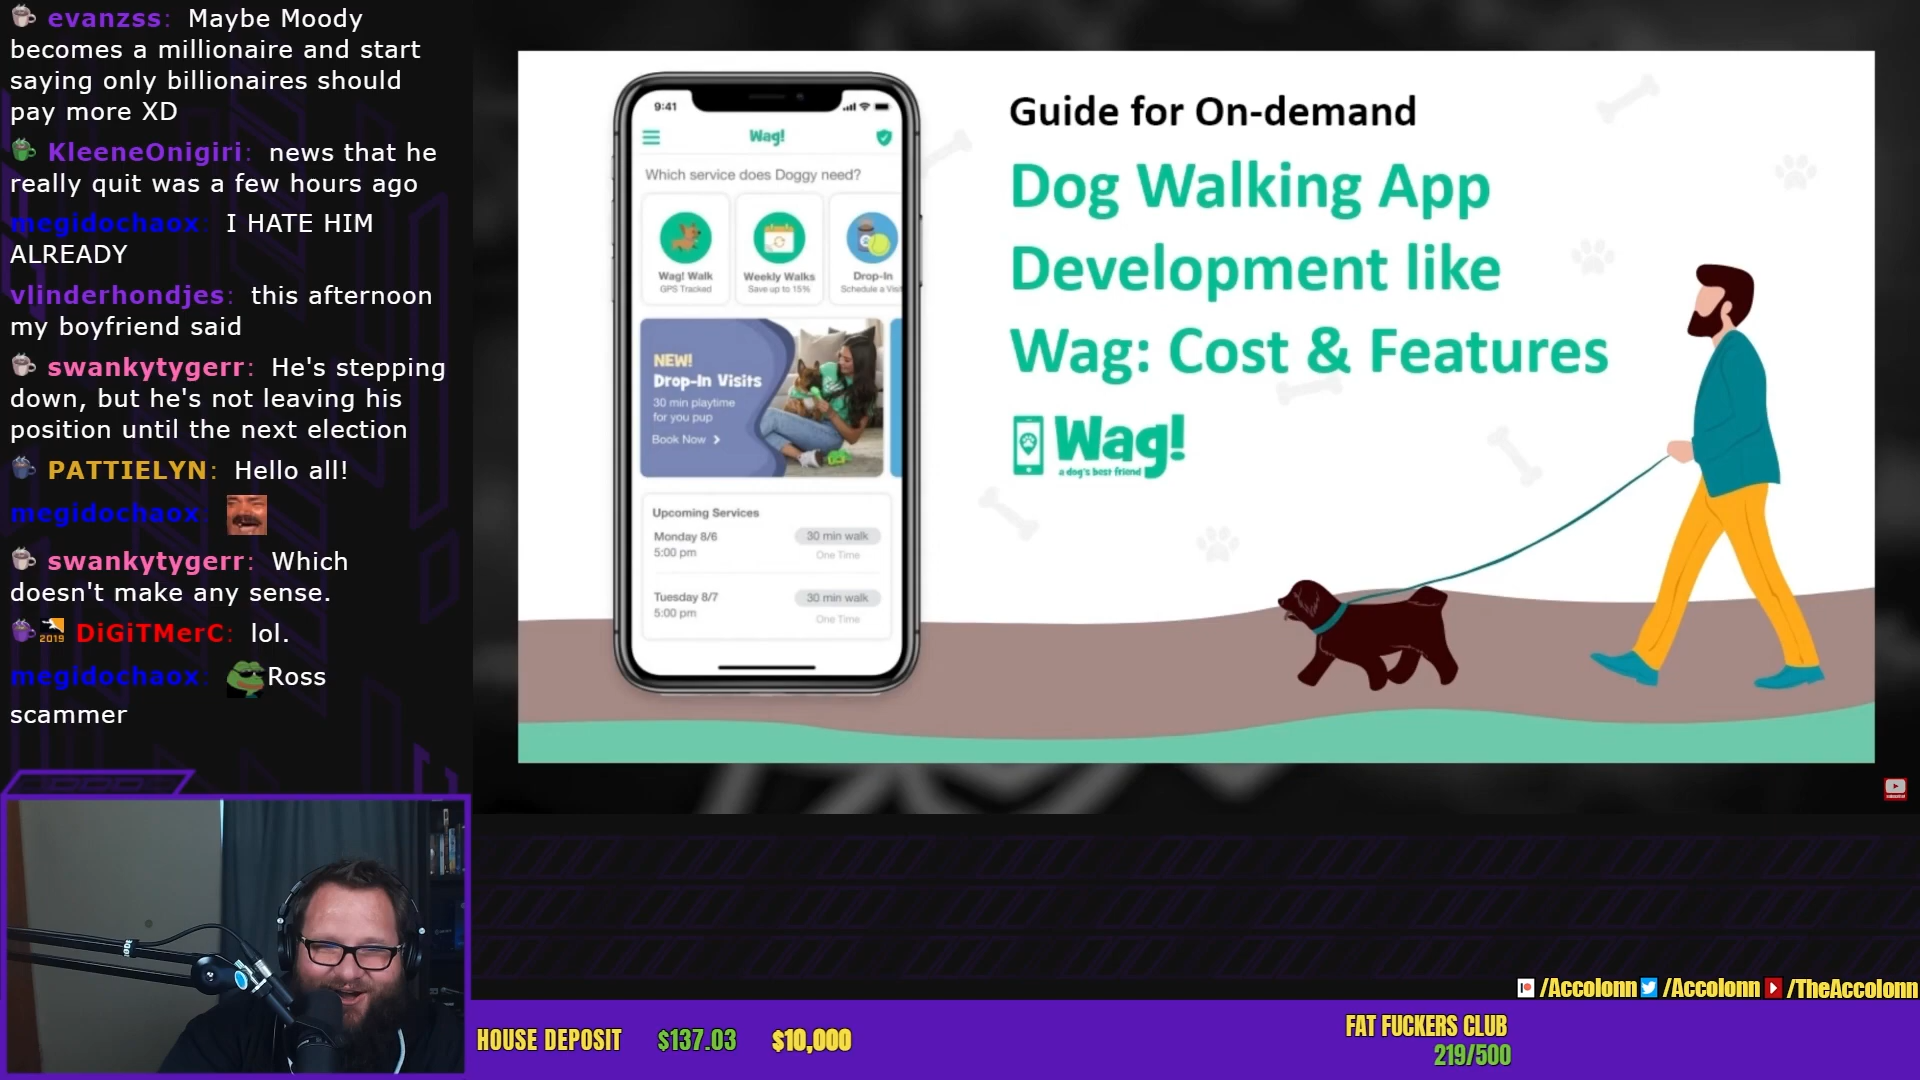 evanzss: Maybe Moody
becomes a millionaire and start
saying only billionaires should
pay more XD
KleeneOnigiri: news that he
really quit was a few hours ago
megidochaox: I HATE HIM
ALREADY
vlinderhondjes: this afternoon
my boyfriend said
swankytygerr: He's stepping
down, but he's not leaving his
position until the next election
PATTIELYN: Hello all!
megidochaox:
swankytygerr: Which
doesn't make any sense.
2019 DiGiTMerC: lol.
megidochaox: Ross
scammer
9:41
Wag!
Which service does Doggy need?
Wag! Walk
GPS Tracked
Weekly Walks
Save up to 15%
Drop-In
Schedule a Visi
NEW!
Drop-In Visits
30 min playtime
for you pup
Book Now
Upcoming Services
Monday 8/6
5:00 pm
30 min walk
One Time
Tuesday 8/7
5:00 pm
30 min walk
One Time
Guide for On-demand
Dog Walking App
Development like
Wag: Cost & Features
Wag!
a dog's best friend
/Accolonn /Accolonn /TheAccolonn
HOUSE DEPOSIT $137.03 $10,000
FAT FUCKERS CLUB
219/500